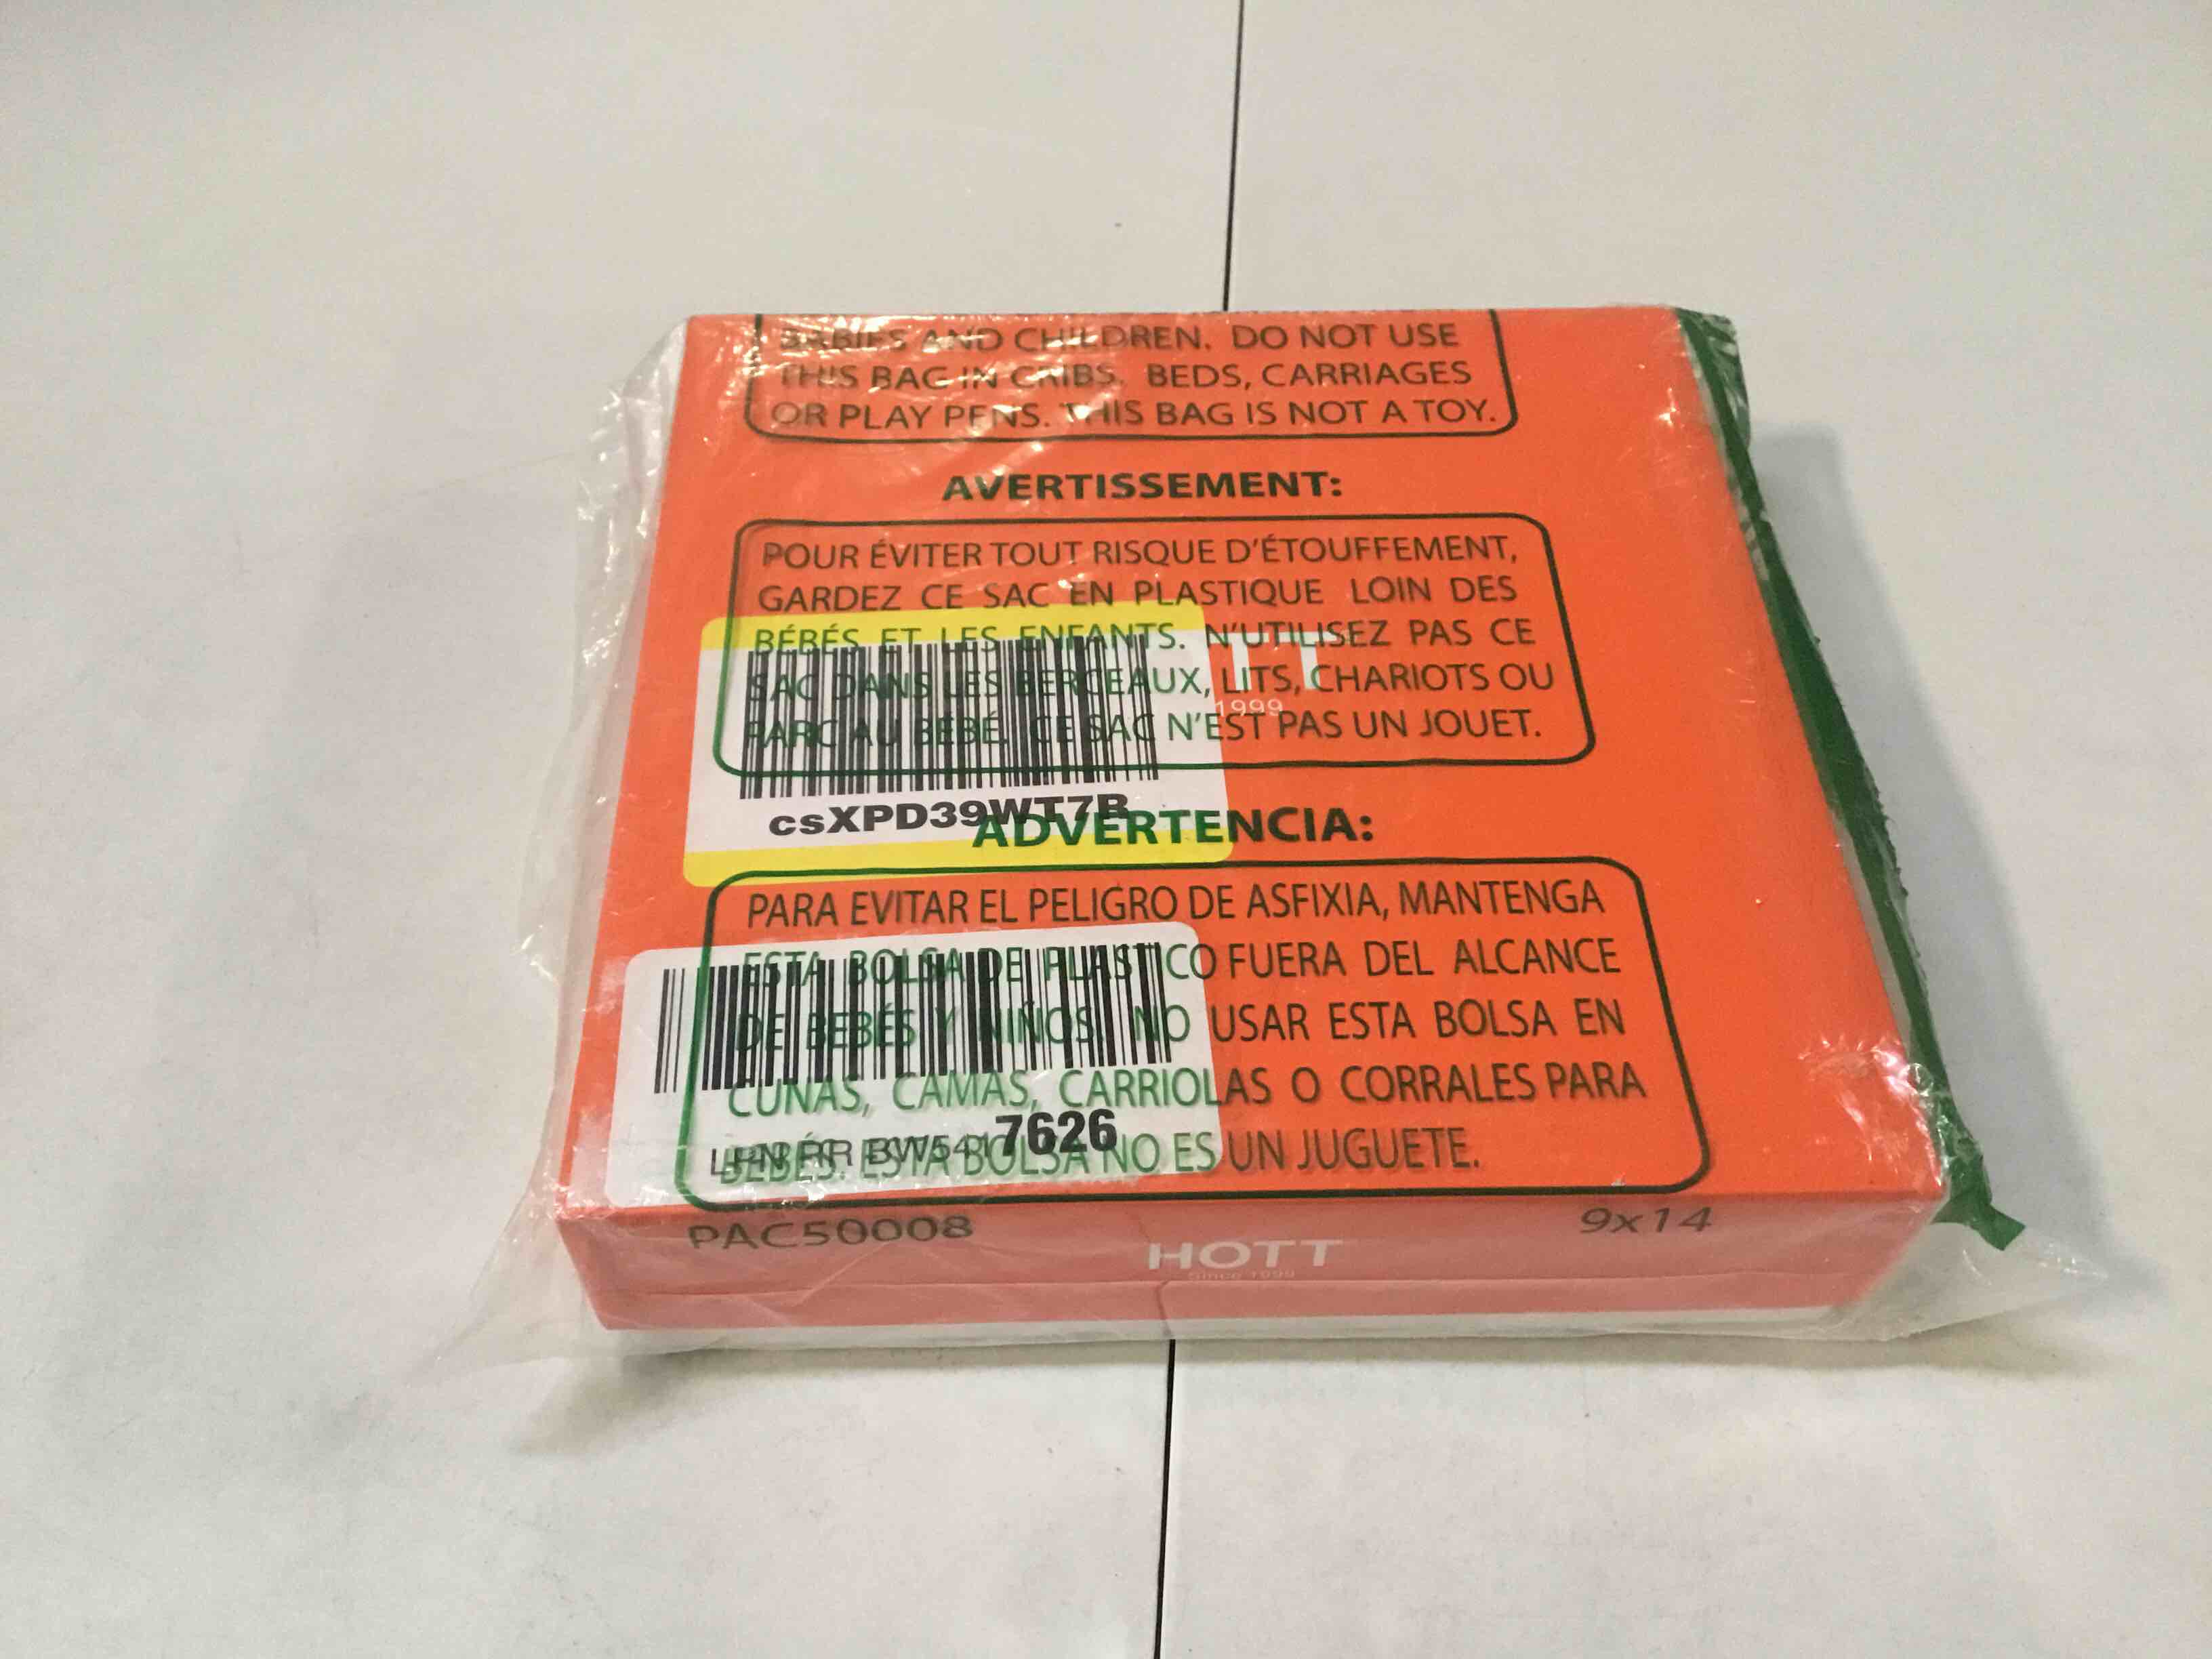 BABIES AND CHILDREN. DO NOT USE
THIS BAG IN CRIBS. BEDS, CARRIAGES
OR PLAY PENS. THIS BAG IS NOT A TOY.
AVERTISSEMENT:
POUR ÉVITER TOUT RISQUE D'ÉTOUFFEMENT,
GARDEZ CE SAC EN PLASTIQUE LOIN DES
BÉBÉS ET LES ENFANTS. N'UTILISEZ PAS CE
SAC DANS LES BERCEAUX, LITS, CHARIOTS OU
PARC AU BÉBÉ. CE SAC N'EST PAS UN JOUET.
TT
1999
csXPD39WT7B
ADVERTENCIA:
PARA EVITAR EL PELIGRO DE ASFIXIA, MANTENGA
ESTA BOLSA DE PLASTICO FUERA DEL ALCANCE
DE BEBÉS Y NIÑOS. NO USAR ESTA BOLSA EN
CUNAS, CAMAS, CARRIOLAS O CORRALES PARA
BEBÉS. ESTA BOLSA NO ES UN JUGUETE.
7626
PAC50008
9x14
HOTT
Since 1999